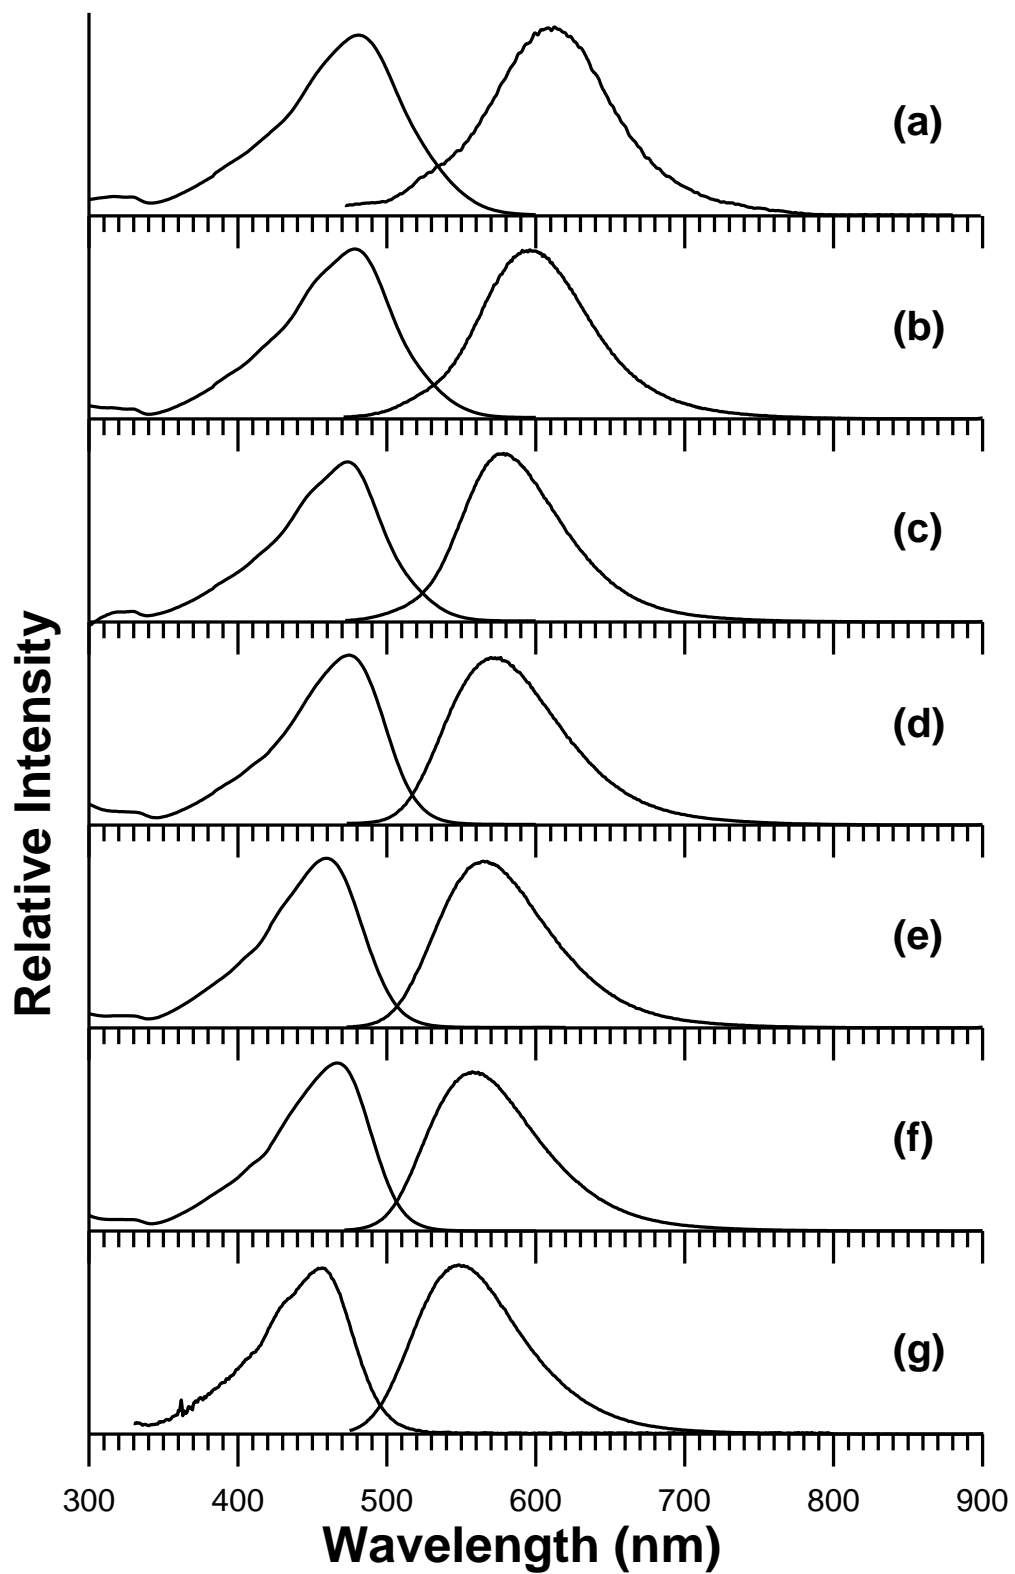 (a)
(b)
(c)
(d)
(e)
(f)
(g)
Relative Intensity
300 400 500 600 700 800 900
Wavelength (nm)